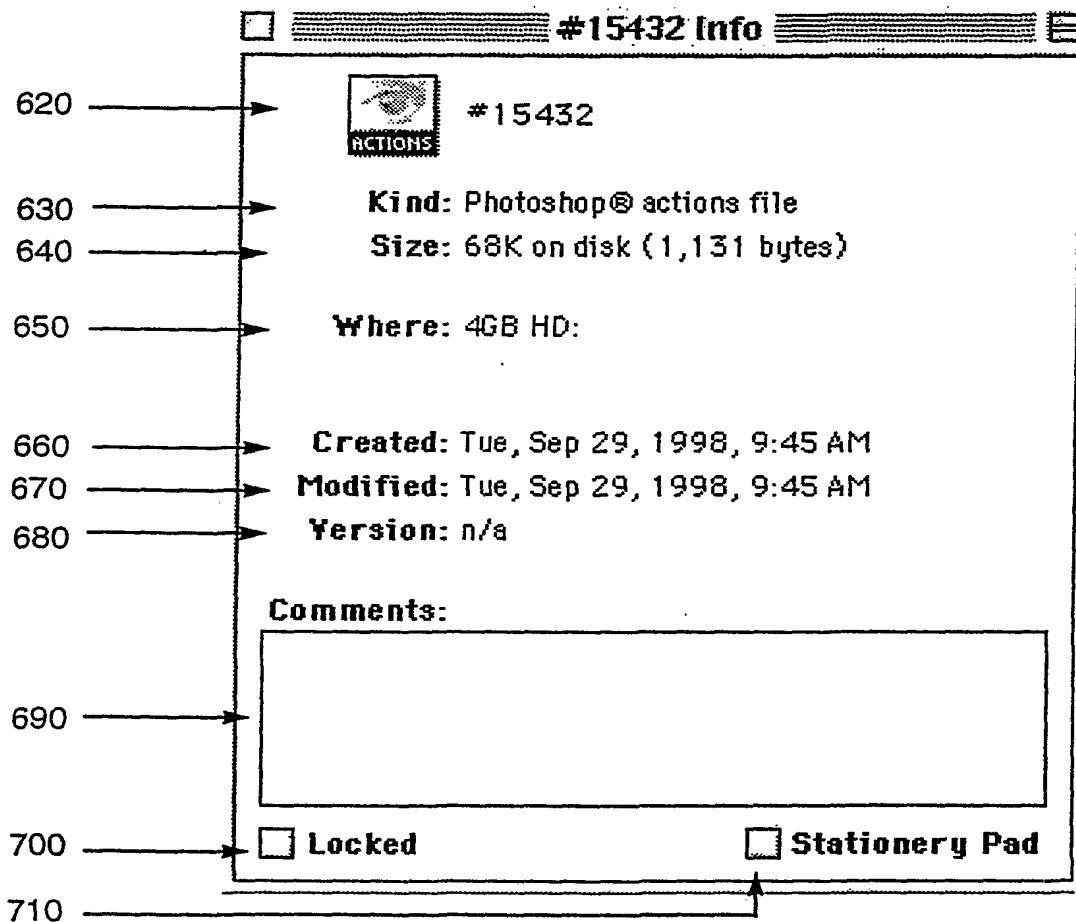 #15432 Info
620 #15432
ACTIONS
630 Kind: Photoshop® actions file
640 Size: 68K on disk (1,131 bytes)
650 Where: 4GB HD:
660 Created: Tue, Sep 29, 1998, 9:45 AM
670 Modified: Tue, Sep 29, 1998, 9:45 AM
680 Version: n/a
Comments:
690
700 Locked Stationery Pad
710